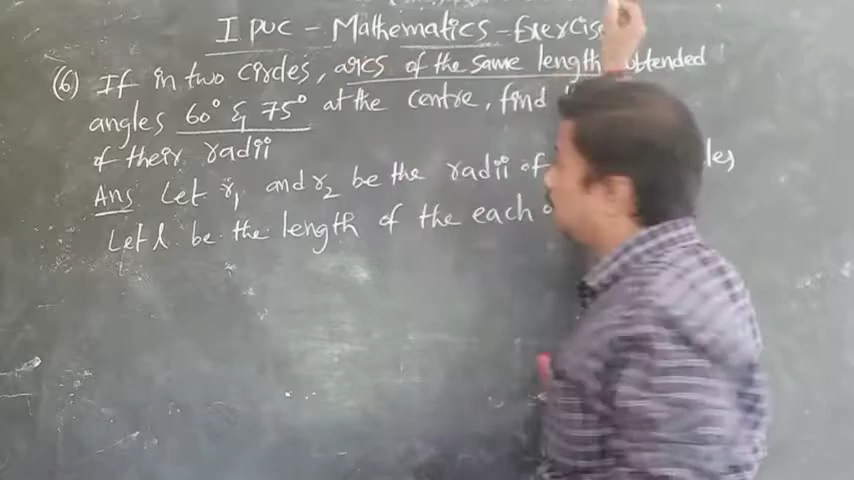 I PUC - Mathematics - Exercise
(6) If in two circles, arcs of the same length subtended
angles 60° & 75° at the centre, find
of their radii
Ans Let r₁ and r₂ be the radii of
Let l be the length of the each